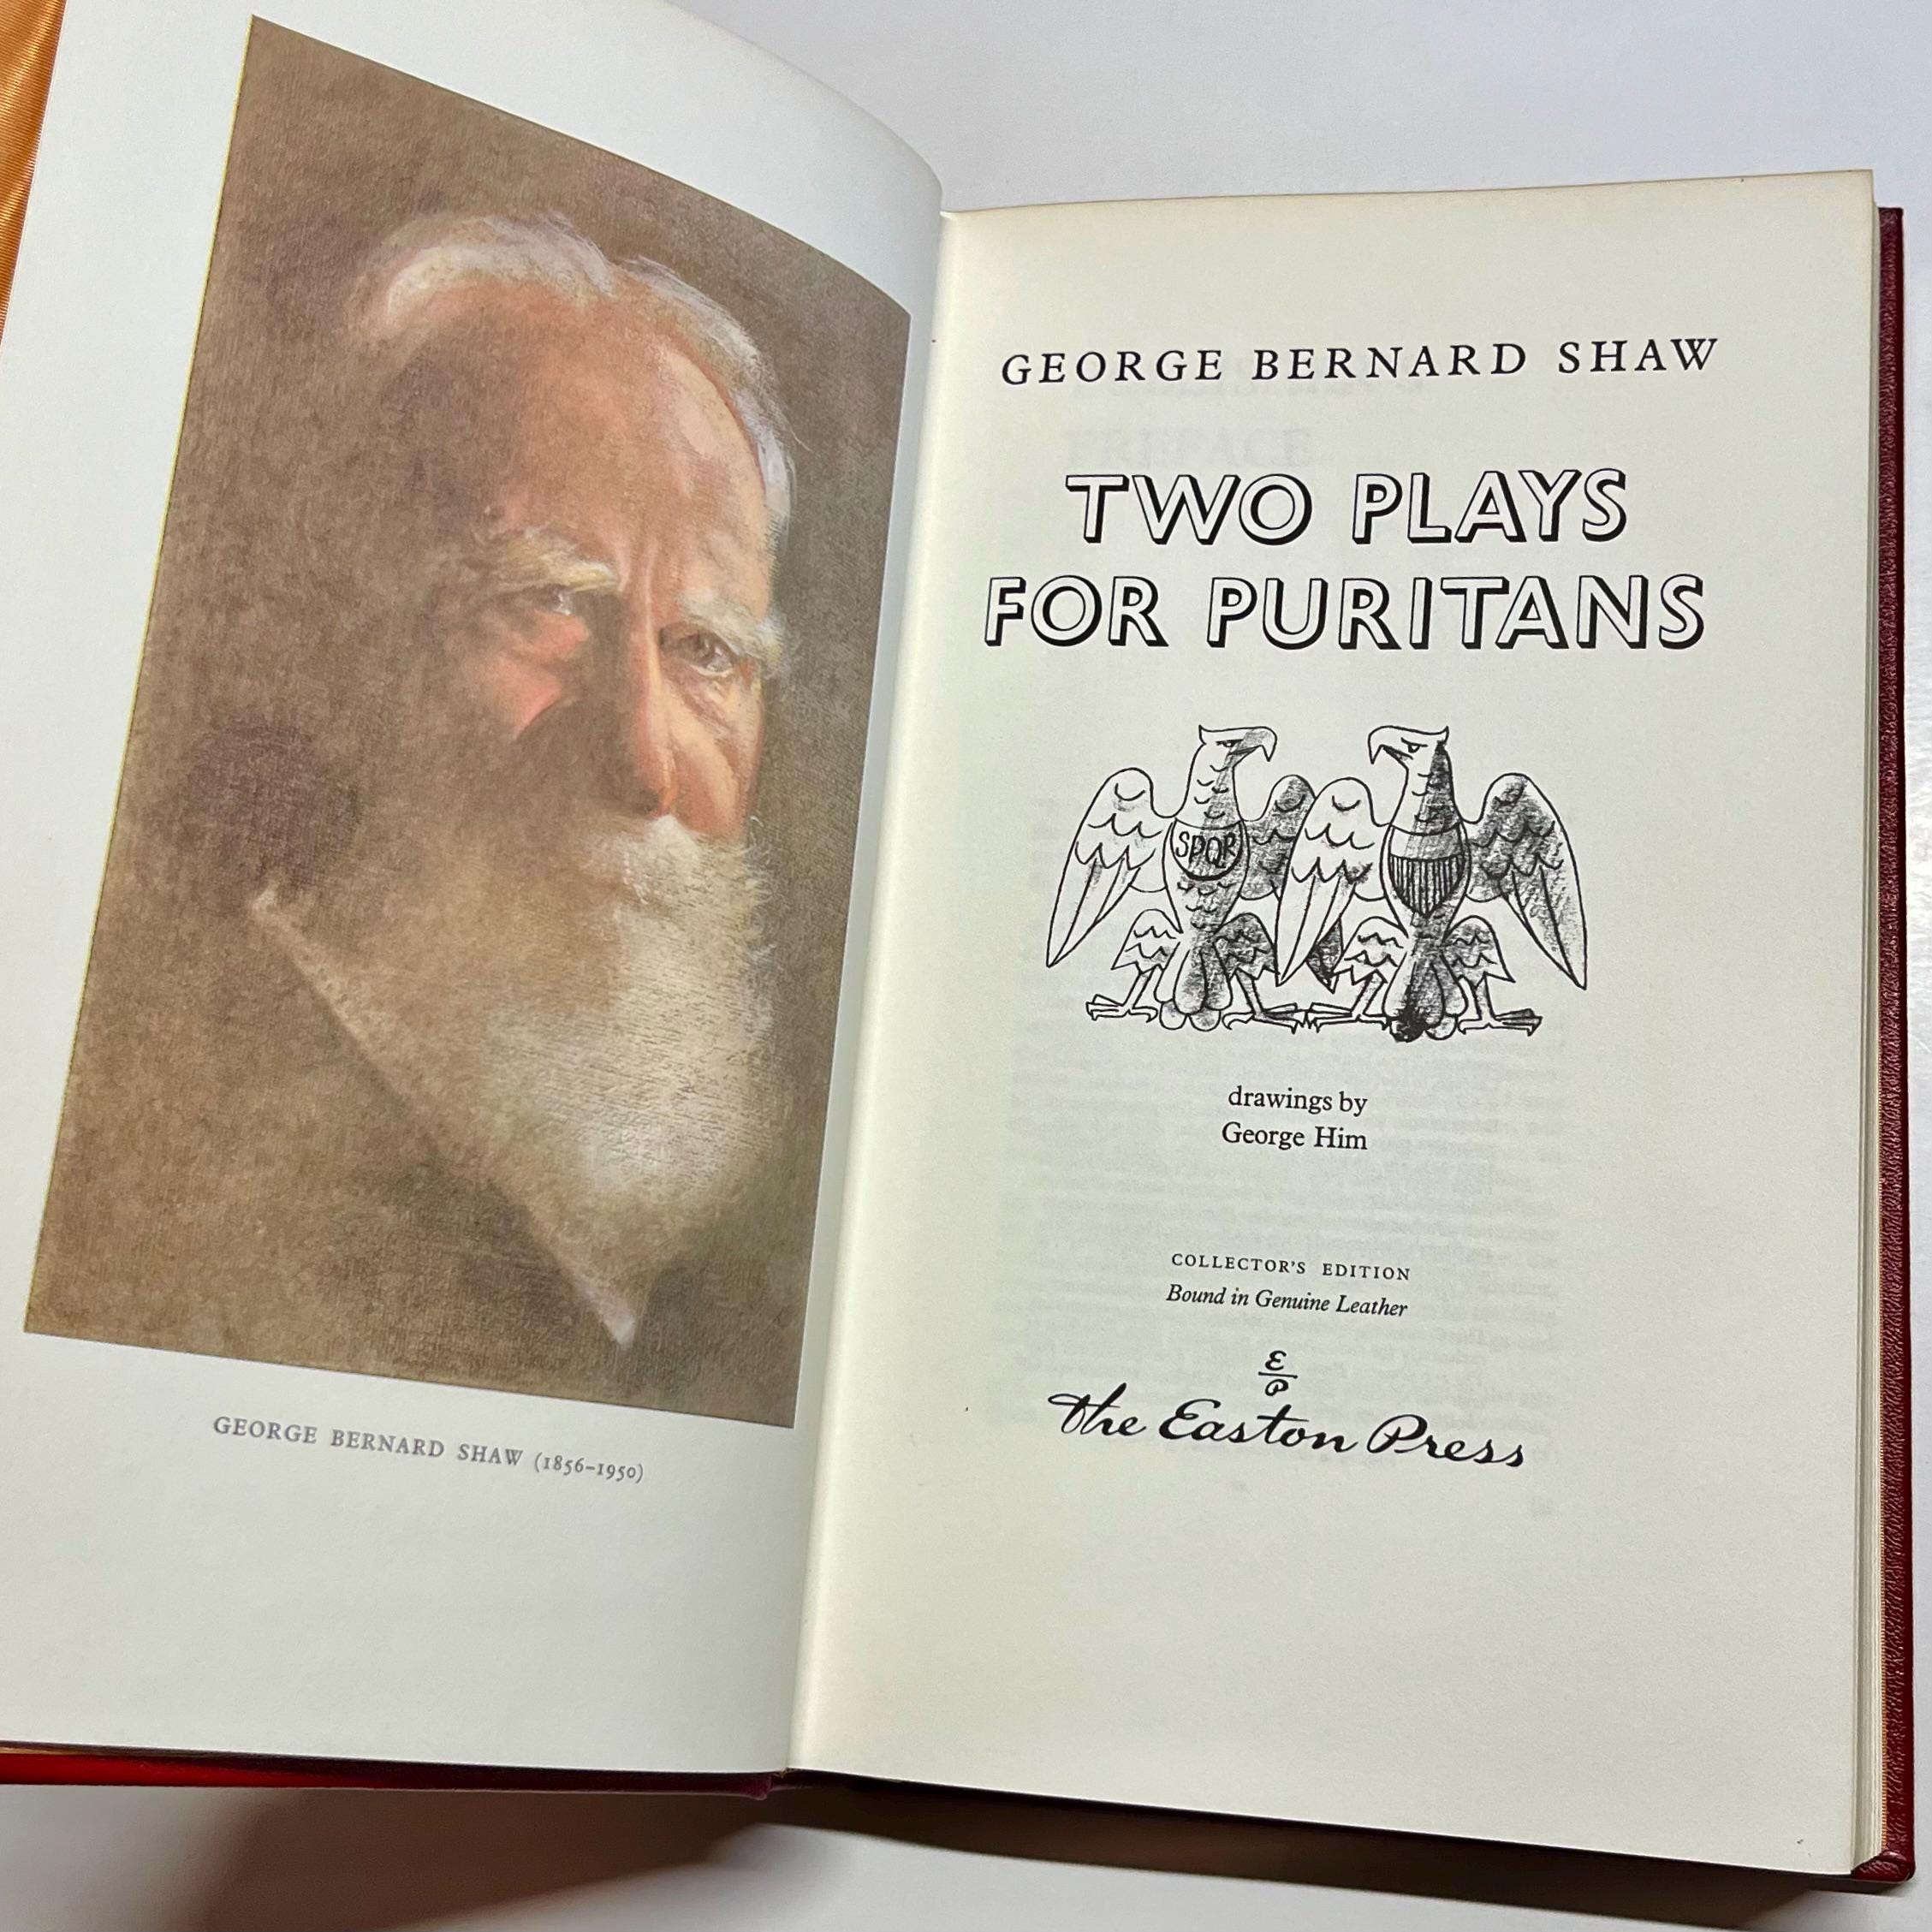 GEORGE BERNARD SHAW (1856–1950)
GEORGE BERNARD SHAW
PREFACE
TWO PLAYS
FOR PURITANS
SPQR
drawings by
George Him
COLLECTOR'S EDITION
Bound in Genuine Leather
E
P
The Easton Press